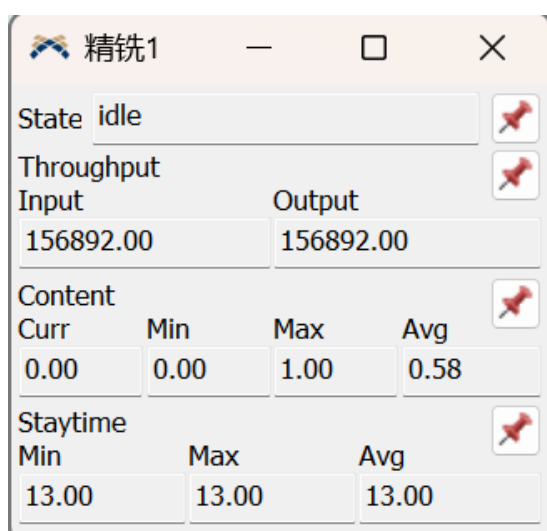 精铣1
State idle
Throughput
Input Output
156892.00 156892.00
Content
Curr Min Max Avg
0.00 0.00 1.00 0.58
Staytime
Min Max Avg
13.00 13.00 13.00